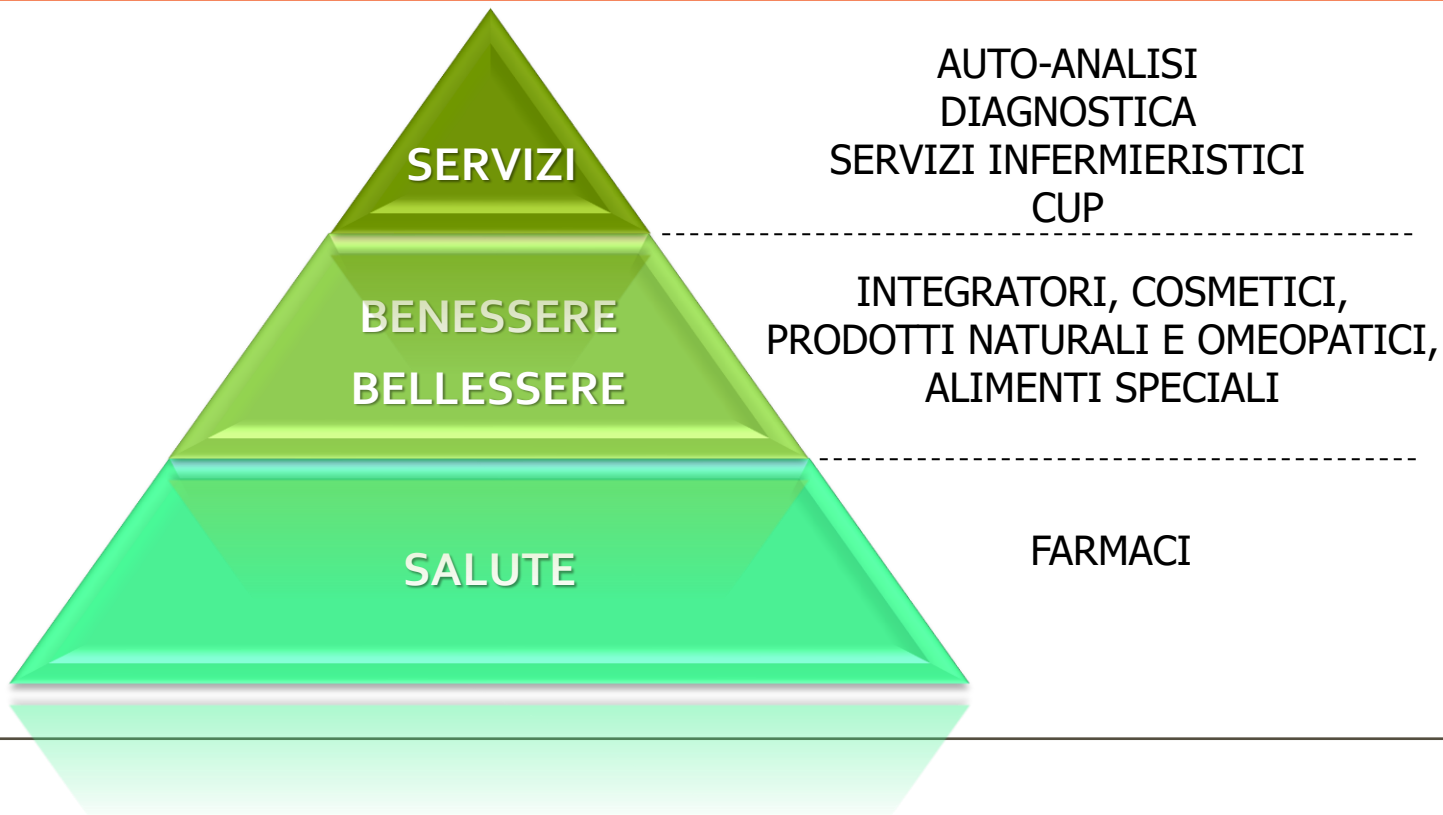 SERVIZI
AUTO-ANALISI
DIAGNOSTICA
SERVIZI INFERMIERISTICI
CUP
BENESSERE
BELLESSERE
INTEGRATORI, COSMETICI,
PRODOTTI NATURALI E OMEOPATICI,
ALIMENTI SPECIALI
SALUTE
FARMACI